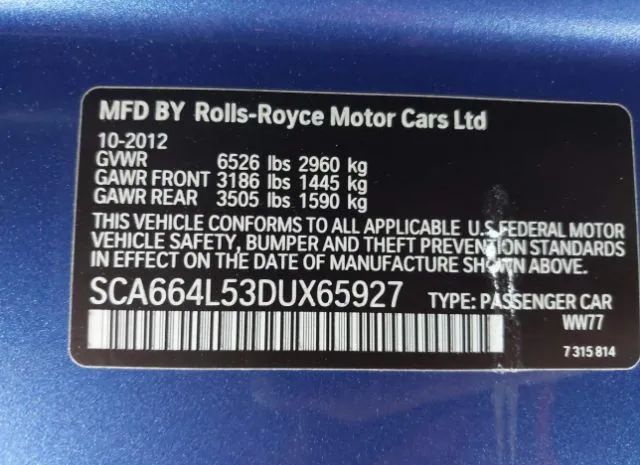 MFD BY Rolls-Royce Motor Cars Ltd
10-2012
GVWR 6526 lbs 2960 kg
GAWR FRONT 3186 lbs 1445 kg
GAWR REAR 3505 lbs 1590 kg
THIS VEHICLE CONFORMS TO ALL APPLICABLE U.S. FEDERAL MOTOR
VEHICLE SAFETY, BUMPER AND THEFT PREVENTION STANDARDS
IN EFFECT ON THE DATE OF MANUFACTURE SHOWN ABOVE.
SCA664L53DUX65927 TYPE: PASSENGER CAR
WW77
7 315 814